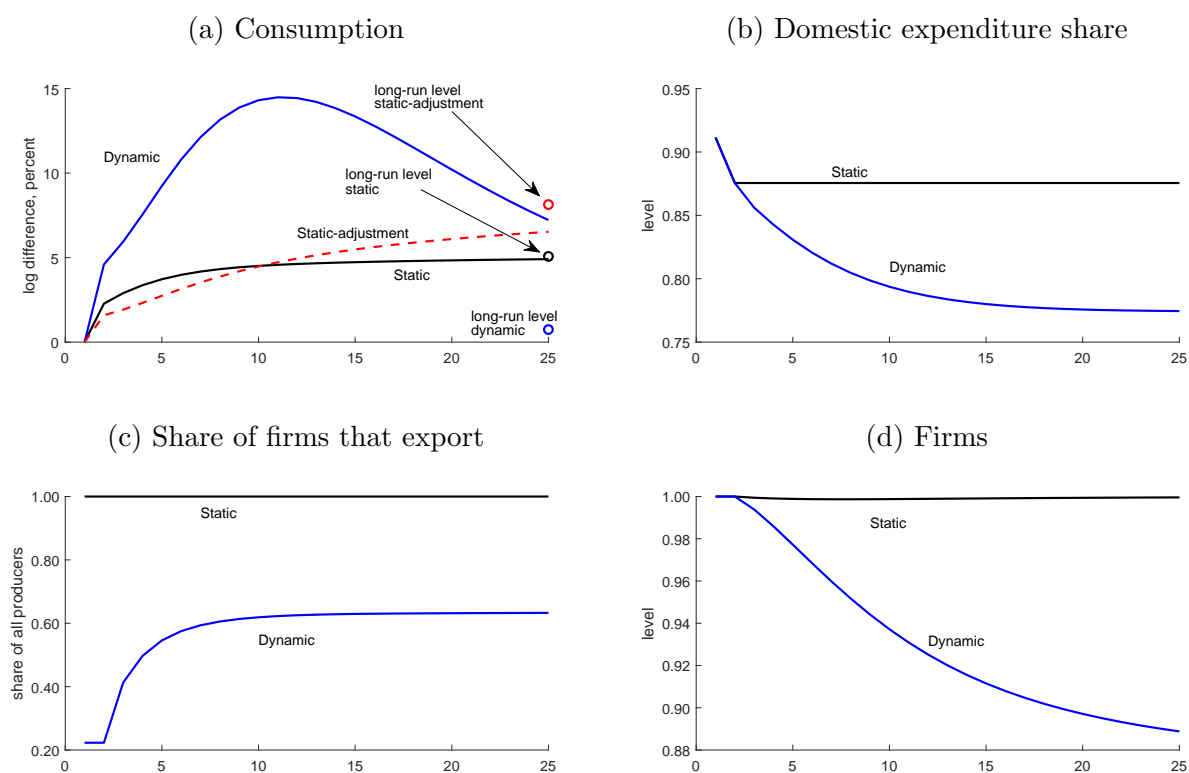 (a) Consumption
15
10
5
0
log difference, percent
0 5 10 15 20 25
Dynamic
long-run level
static-adjustment
long-run level
static
Static-adjustment
Static
long-run level
dynamic
(b) Domestic expenditure share
0.95
0.90
0.85
0.80
0.75
level
0 5 10 15 20 25
Static
Dynamic
(c) Share of firms that export
1.00
0.80
0.60
0.40
0.20
share of all producers
0 5 10 15 20 25
Static
Dynamic
(d) Firms
1.00
0.98
0.96
0.94
0.92
0.90
0.88
level
0 5 10 15 20 25
Static
Dynamic